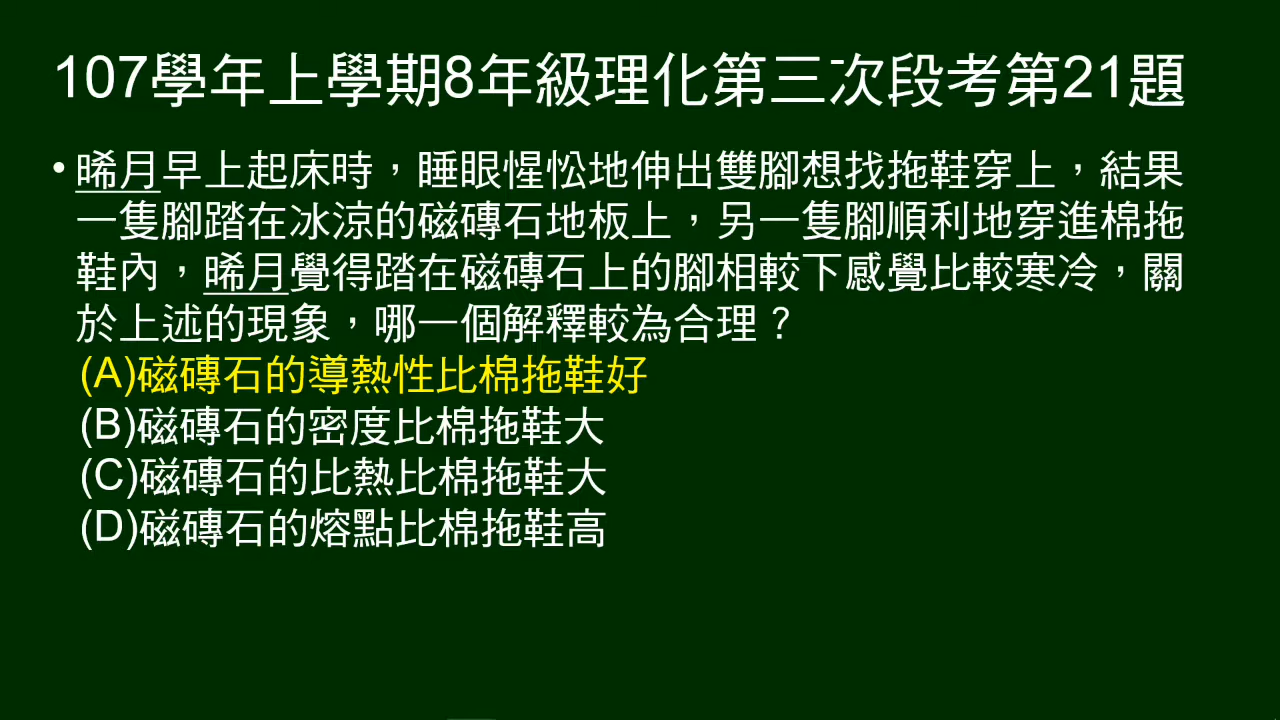 107學年上學期8年級理化第三次段考第21題
•晞月早上起床時，睡眼惺忪地伸出雙腳想找拖鞋穿上，結果
一隻腳踏在冰涼的磁磚石地板上，另一隻腳順利地穿進棉拖
鞋內，晞月覺得踏在磁磚石上的腳相較下感覺比較寒冷，關
於上述的現象，哪一個解釋較為合理？
(A)磁磚石的導熱性比棉拖鞋好
(B)磁磚石的密度比棉拖鞋大
(C)磁磚石的比熱比棉拖鞋大
(D)磁磚石的熔點比棉拖鞋高